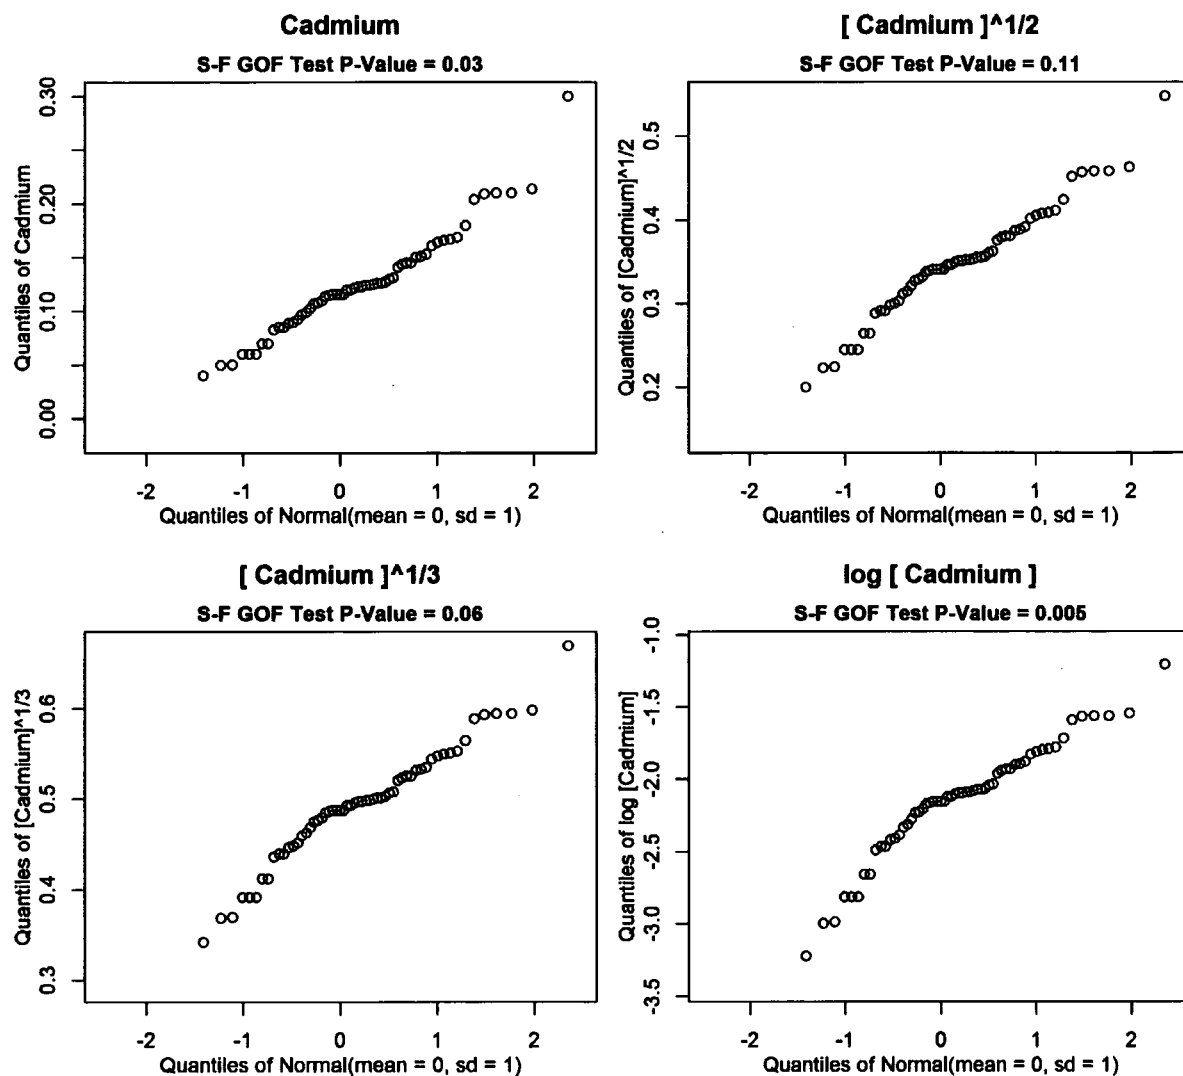 Cadmium
S-F GOF Test P-Value = 0.03
Quantiles of Cadmium
0.30
0.20
0.10
0.00
-2 -1 0 1 2
Quantiles of Normal(mean = 0, sd = 1)
[ Cadmium ]^1/2
S-F GOF Test P-Value = 0.11
Quantiles of [Cadmium]^1/2
0.5
0.4
0.3
0.2
-2 -1 0 1 2
Quantiles of Normal(mean = 0, sd = 1)
[ Cadmium ]^1/3
S-F GOF Test P-Value = 0.06
Quantiles of [Cadmium]^1/3
0.6
0.5
0.4
0.3
-2 -1 0 1 2
Quantiles of Normal(mean = 0, sd = 1)
log [ Cadmium ]
S-F GOF Test P-Value = 0.005
Quantiles of log [Cadmium]
-1.0
-1.5
-2.0
-2.5
-3.0
-3.5
-2 -1 0 1 2
Quantiles of Normal(mean = 0, sd = 1)